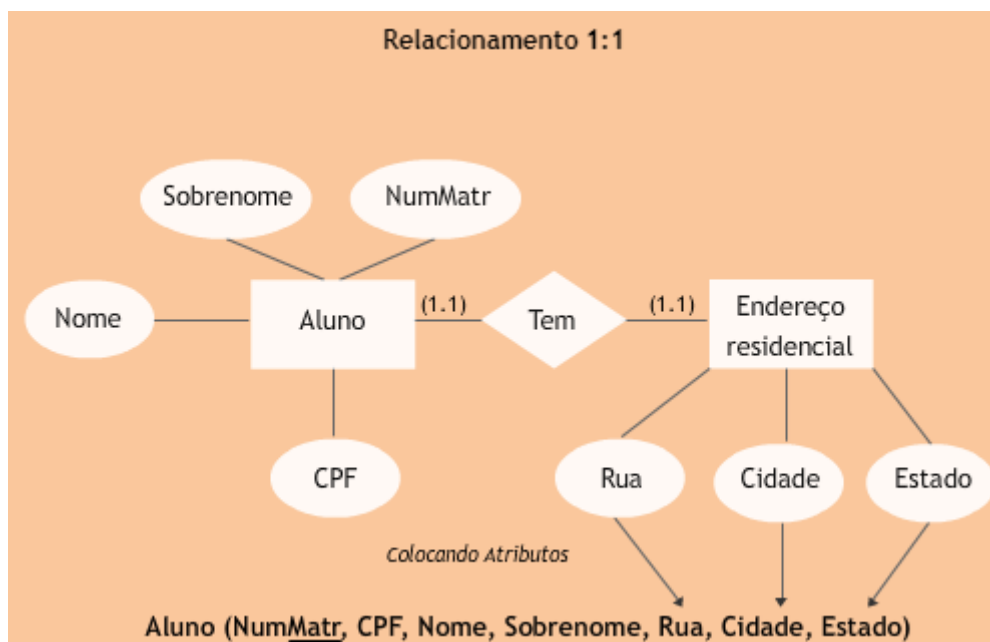 Relacionamento 1:1
Sobrenome
NumMatr
Nome
Aluno
(1.1)
Tem
(1.1)
Endereço
residencial
CPF
Rua
Cidade
Estado
Colocando Atributos
Aluno (NumMatr, CPF, Nome, Sobrenome, Rua, Cidade, Estado)